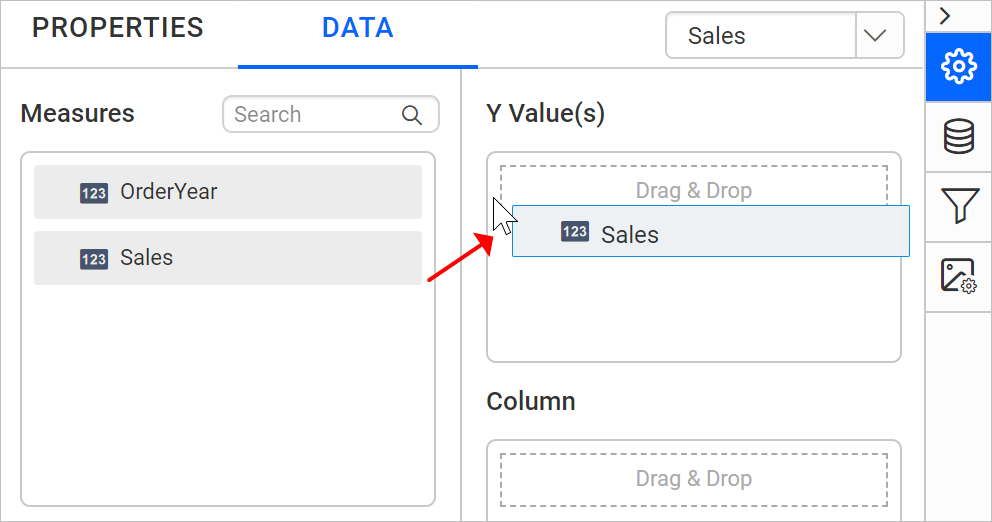 PROPERTIES
DATA
Sales
Measures
Search
123 OrderYear
123 Sales
Y Value(s)
Drag & Drop
123 Sales
Column
Drag & Drop